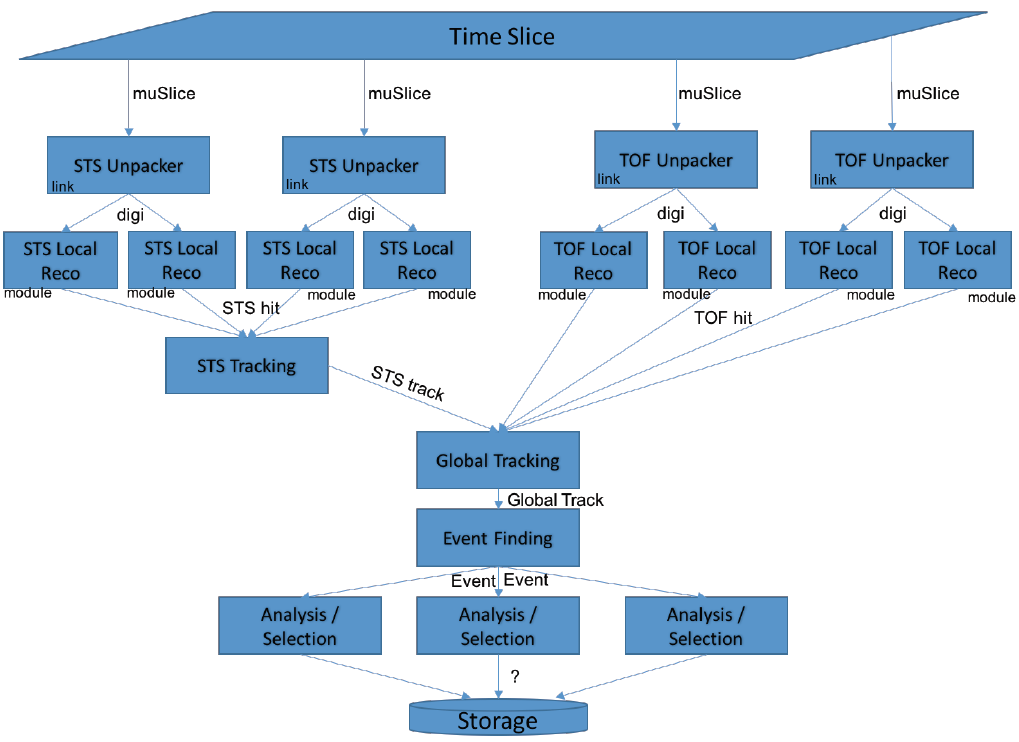 Time Slice
muSlice
muSlice
muSlice
muSlice
STS Unpacker
link
STS Unpacker
link
TOF Unpacker
link
TOF Unpacker
link
digi
digi
digi
digi
STS Local
Reco
module
STS Local
Reco
module
STS Local
Reco
module
STS Local
Reco
module
TOF Local
Reco
module
TOF Local
Reco
module
TOF Local
Reco
module
TOF Local
Reco
module
STS hit
TOF hit
STS Tracking
STS track
Global Tracking
Global Track
Event Finding
Event
Event
Analysis /
Selection
Analysis /
Selection
Analysis /
Selection
?
Storage